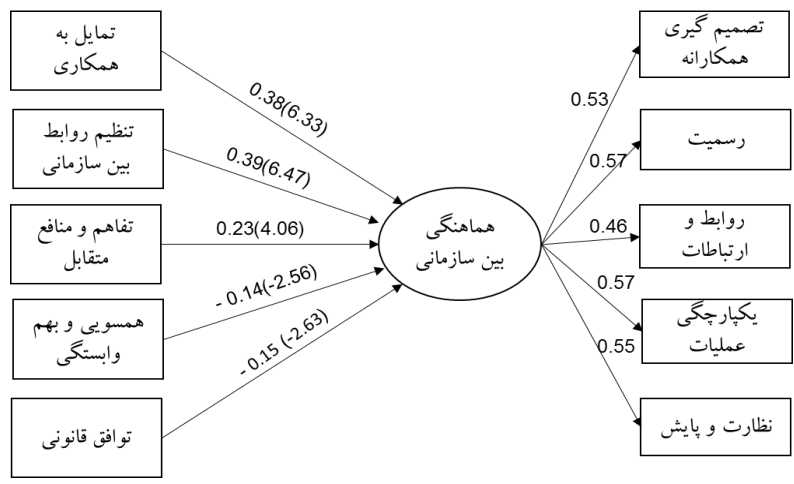 تمایل به
همکاری
تنظیم روابط
بین سازمانی
تفاهم و منافع
متقابل
همسویی و بهم
وابستگی
توافق قانونی
0.38(6.33)
0.39(6.47)
0.23(4.06)
- 0.14(-2.56)
- 0.15 (-2.63)
هماهنگی
بین سازمانی
0.53
0.57
0.46
0.57
0.55
تصمیم گیری
همکارانه
رسمیت
روابط و
ارتباطات
یکپارچگی
عملیات
نظارت و پایش